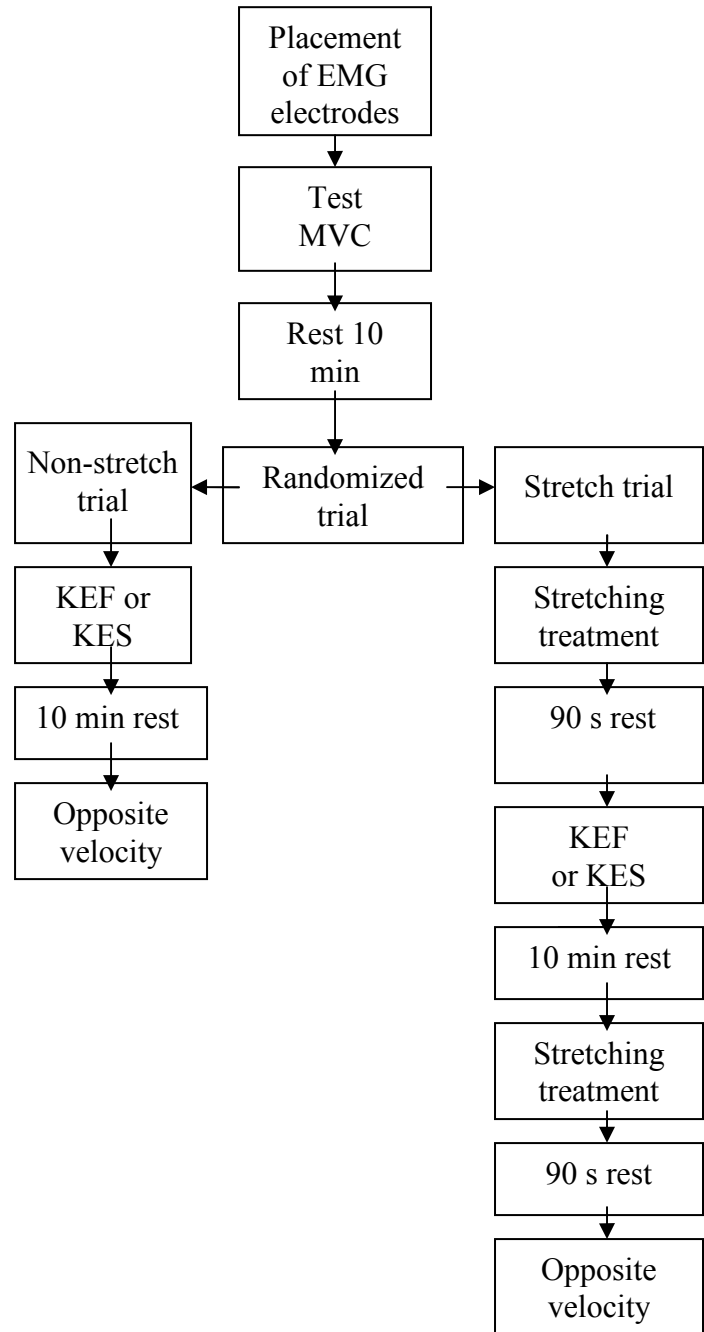 Placement
of EMG
electrodes
Test
MVC
Rest 10
min
Non-stretch
trial
Randomized
trial
Stretch trial
KEF or
KES
10 min rest
Opposite
velocity
Stretching
treatment
90 s rest
KEF
or KES
10 min rest
Stretching
treatment
90 s rest
Opposite
velocity